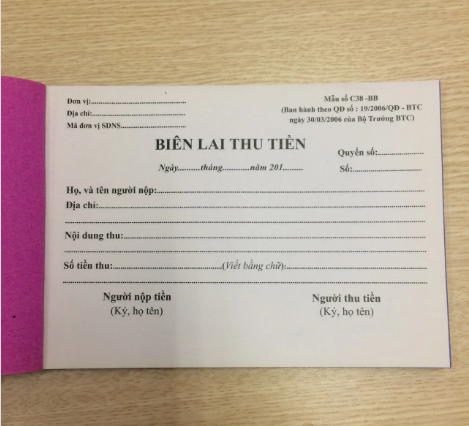 Đơn vị:................................
Mẫu số C38 -BB
Địa chỉ:................................
(Ban hành theo QĐ số : 19/2006/QĐ - BTC
Mã đơn vị SDNS......................
ngày 30/03/2006 của Bộ Trưởng BTC)
BIÊN LAI THU TIỀN
Quyển số:................
Ngày.........tháng...........năm 201........
Số:........................
Họ, và tên người nộp:................................................................................
Địa chỉ:................................................................................
Nội dung thu:................................................................................
Số tiền thu:................................(Viết bằng chữ):................................
Người nộp tiền
Người thu tiền
(Ký, họ tên)
(Ký, họ tên)